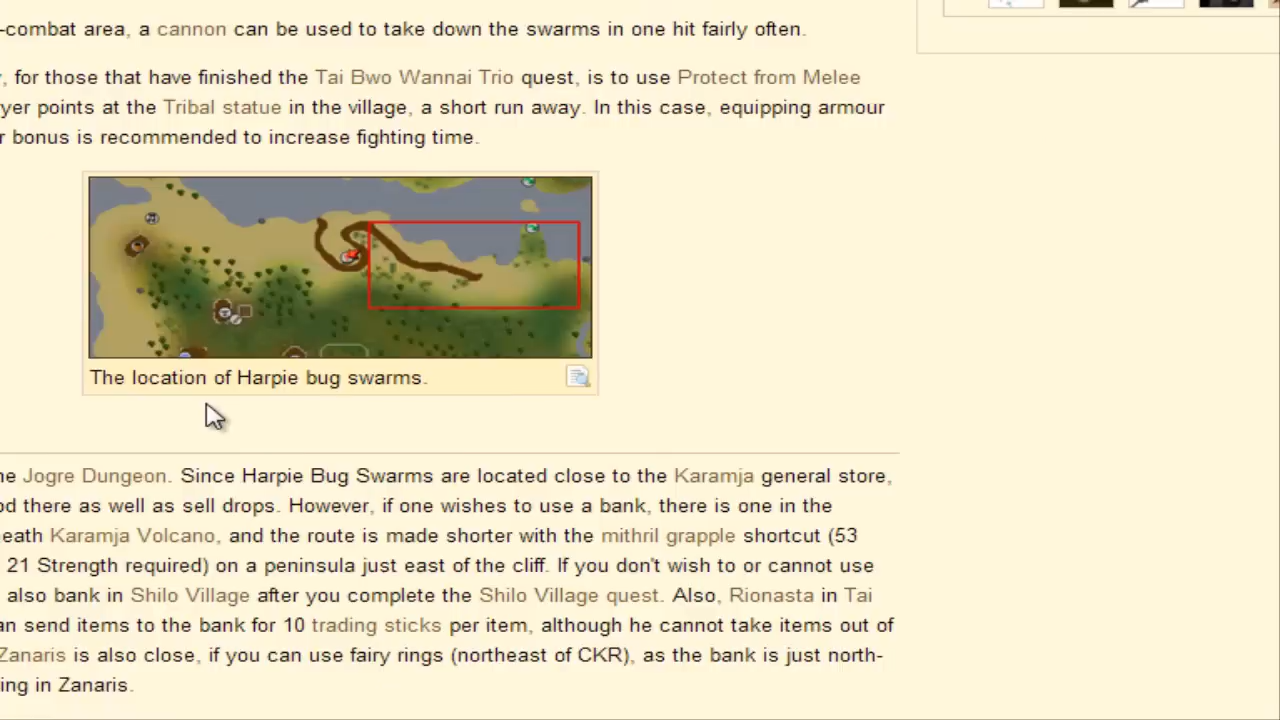 -combat area, a cannon can be used to take down the swarms in one hit fairly often.
, for those that have finished the Tai Bwo Wannai Trio quest, is to use Protect from Melee
yer points at the Tribal statue in the village, a short run away. In this case, equipping armour
r bonus is recommended to increase fighting time.
The location of Harpie bug swarms.
he Jogre Dungeon. Since Harpie Bug Swarms are located close to the Karamja general store,
od there as well as sell drops. However, if one wishes to use a bank, there is one in the
eath Karamja Volcano, and the route is made shorter with the mithril grapple shortcut (53
21 Strength required) on a peninsula just east of the cliff. If you don't wish to or cannot use
also bank in Shilo Village after you complete the Shilo Village quest. Also, Rionasta in Tai
an send items to the bank for 10 trading sticks per item, although he cannot take items out of
Zanaris is also close, if you can use fairy rings (northeast of CKR), as the bank is just north-
ing in Zanaris.